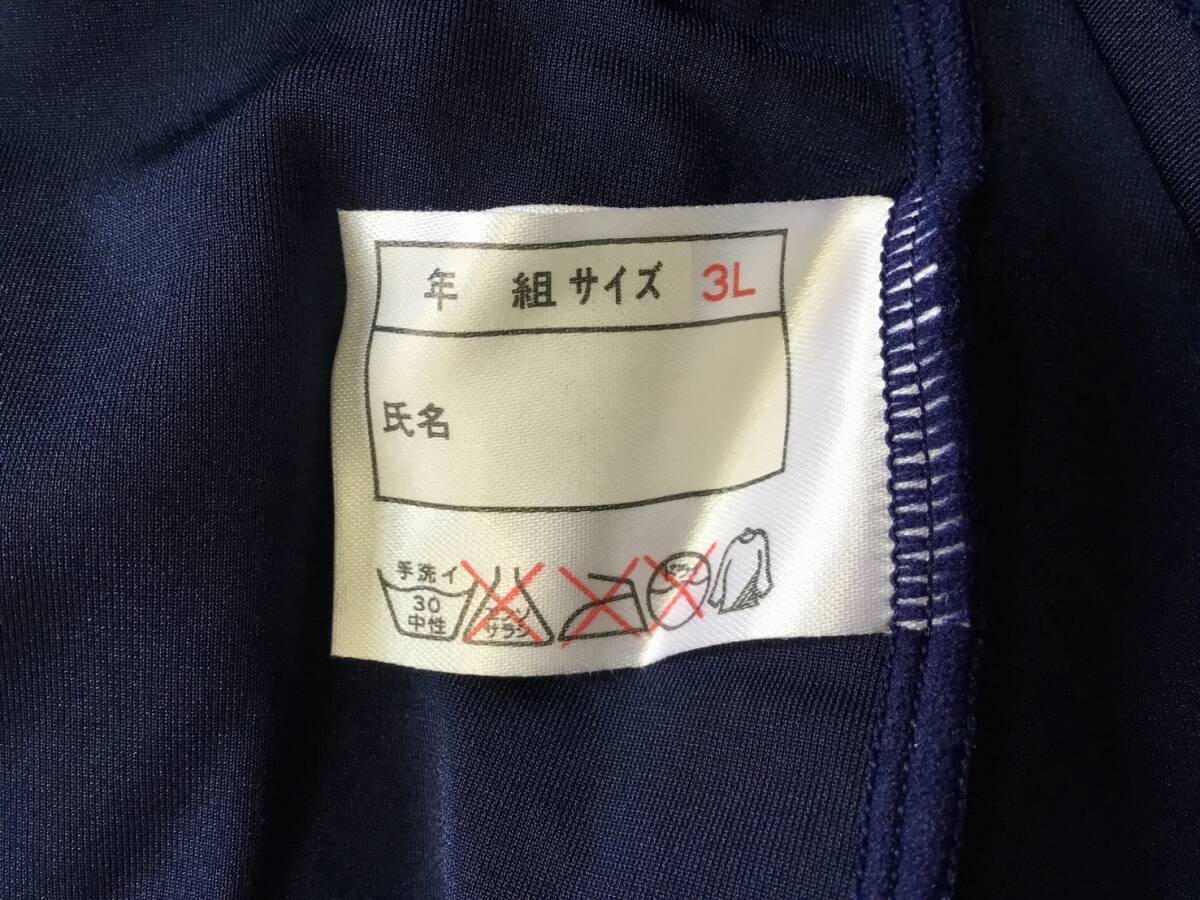 年 組 サイズ 3L
氏名
手洗イ
30
中性
サラシ